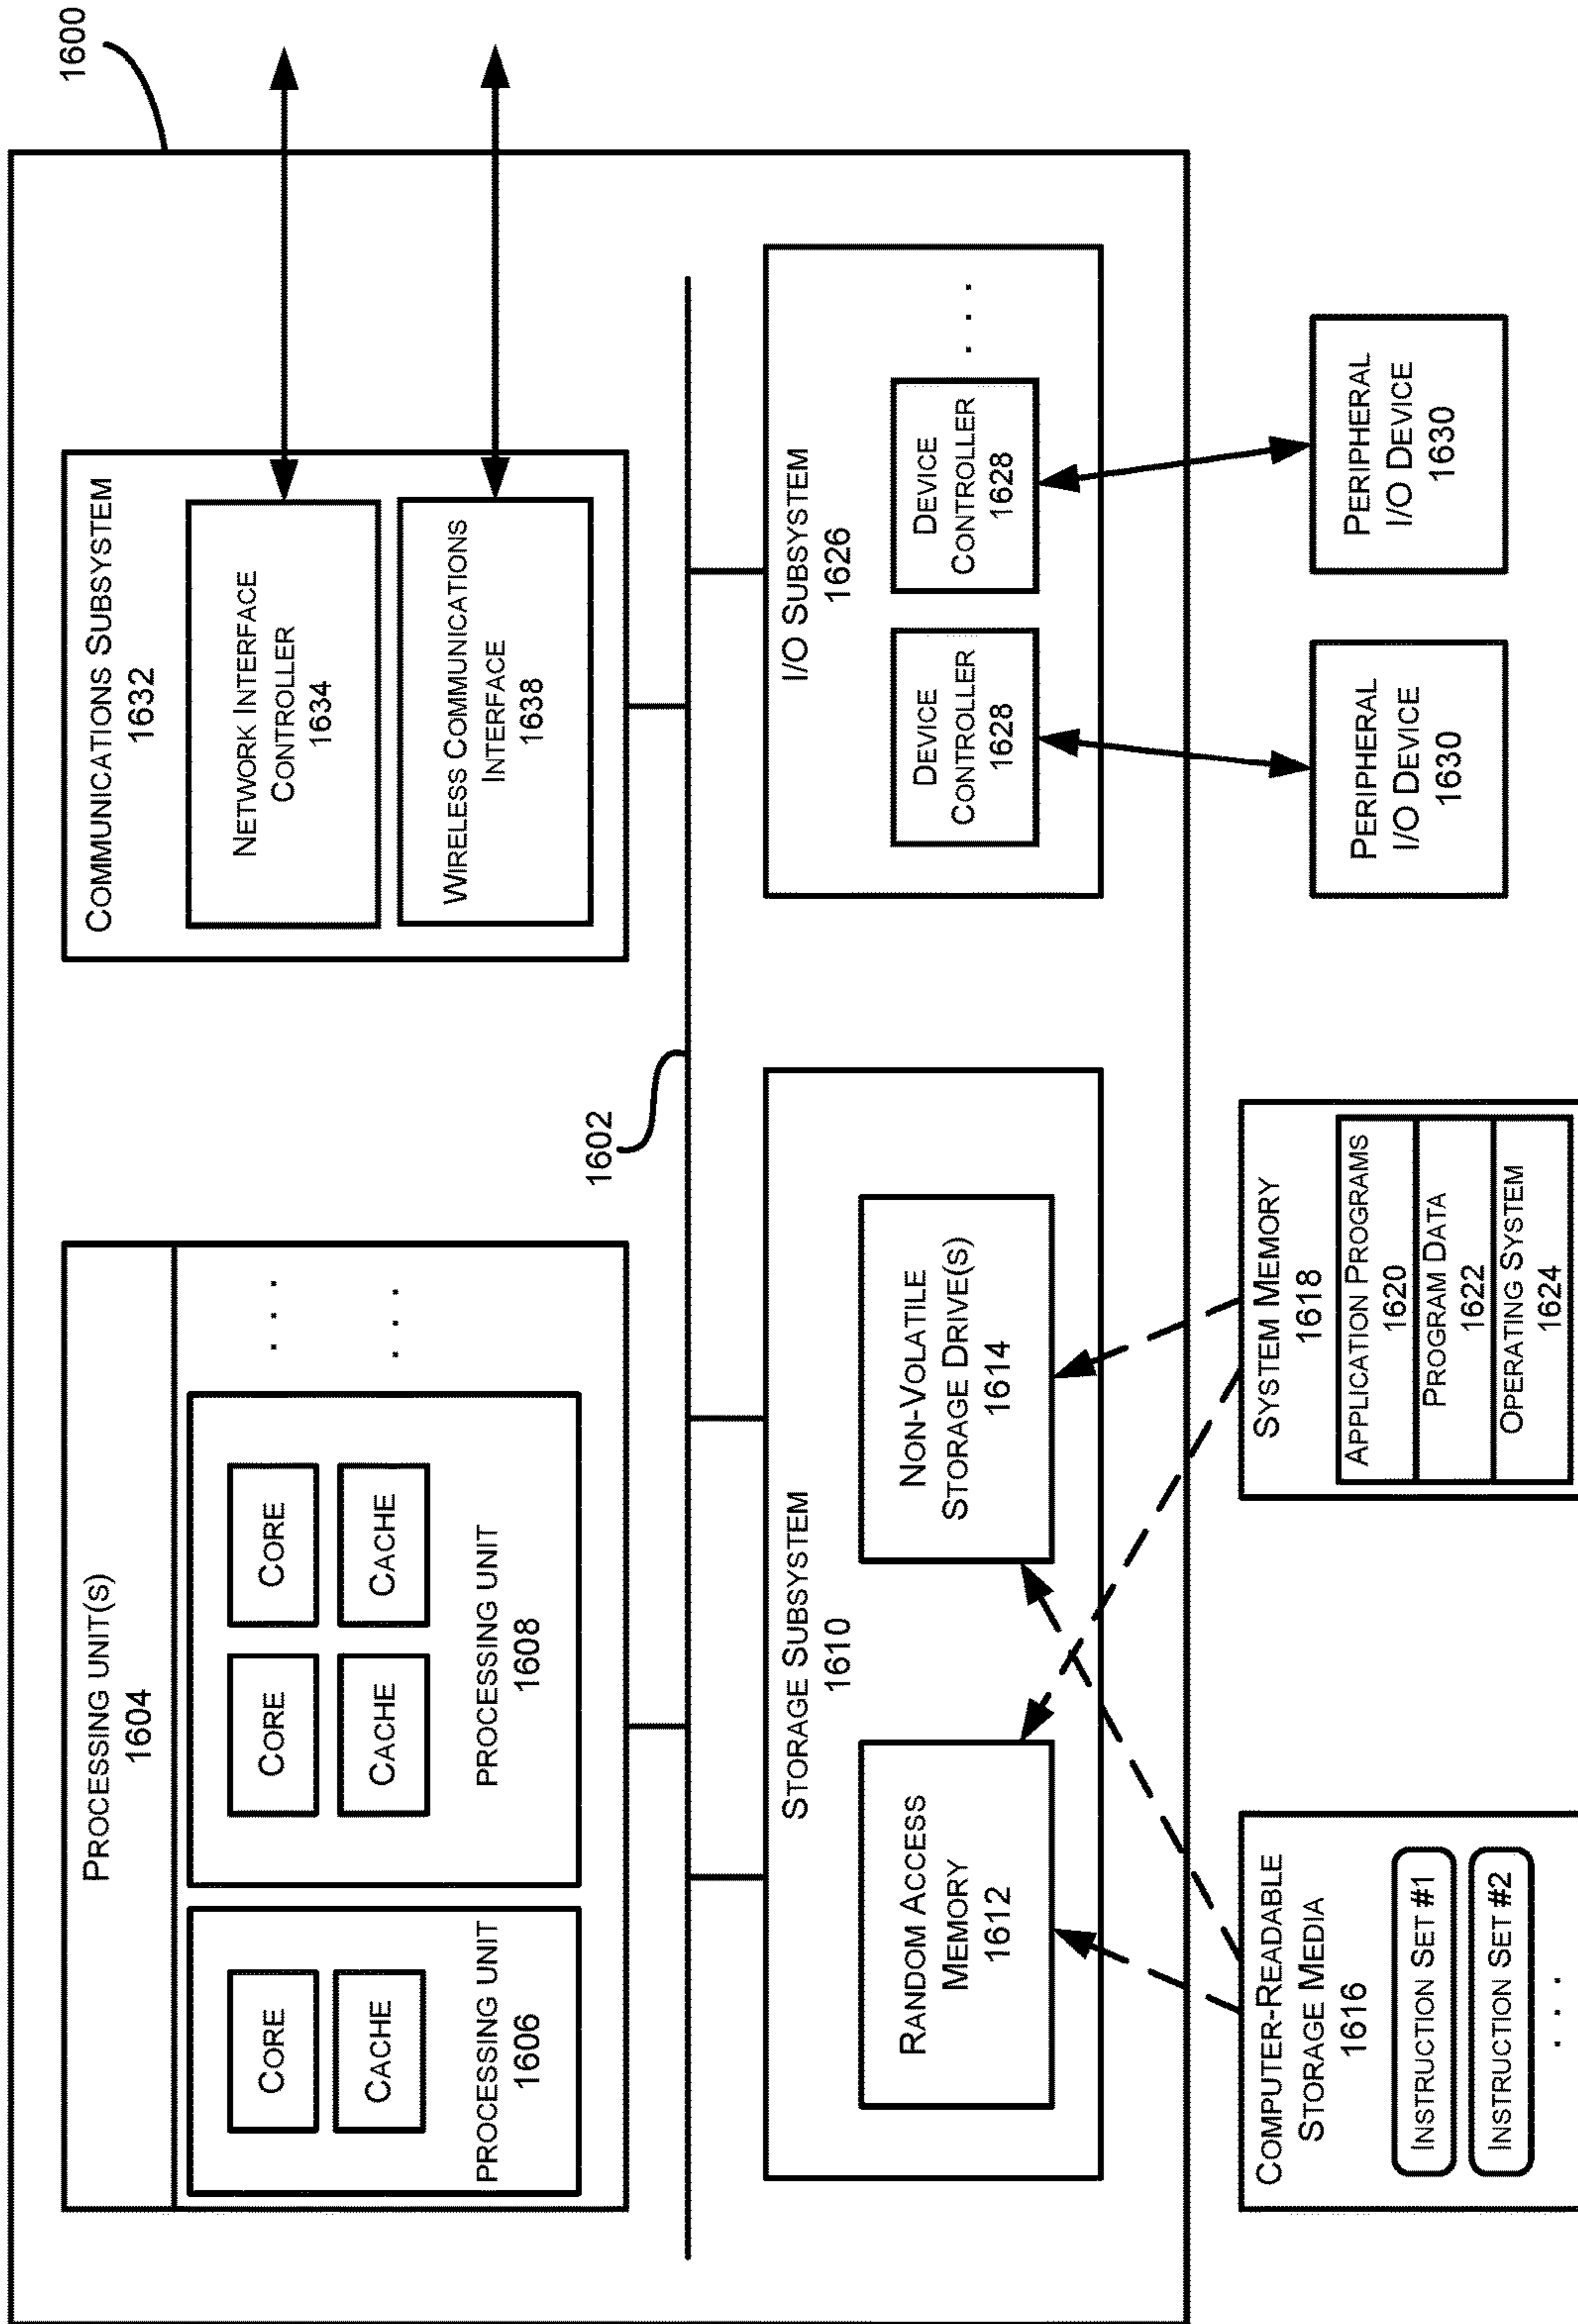 1600
PROCESSING UNIT(S)
1604
CORE
CACHE
PROCESSING UNIT
1606
CORE
CORE
CACHE
CACHE
PROCESSING UNIT
1608
. . .
. . .
COMMUNICATIONS SUBSYSTEM
1632
NETWORK INTERFACE
CONTROLLER
1634
WIRELESS COMMUNICATIONS
INTERFACE
1638
1602
STORAGE SUBSYSTEM
1610
RANDOM ACCESS
MEMORY
1612
NON-VOLATILE
STORAGE DRIVE(S)
1614
I/O SUBSYSTEM
1626
DEVICE
CONTROLLER
1628
DEVICE
CONTROLLER
1628
. . .
COMPUTER-READABLE
STORAGE MEDIA
1616
INSTRUCTION SET #1
INSTRUCTION SET #2
. . .
SYSTEM MEMORY
1618
APPLICATION PROGRAMS
1620
PROGRAM DATA
1622
OPERATING SYSTEM
1624
PERIPHERAL
I/O DEVICE
1630
PERIPHERAL
I/O DEVICE
1630